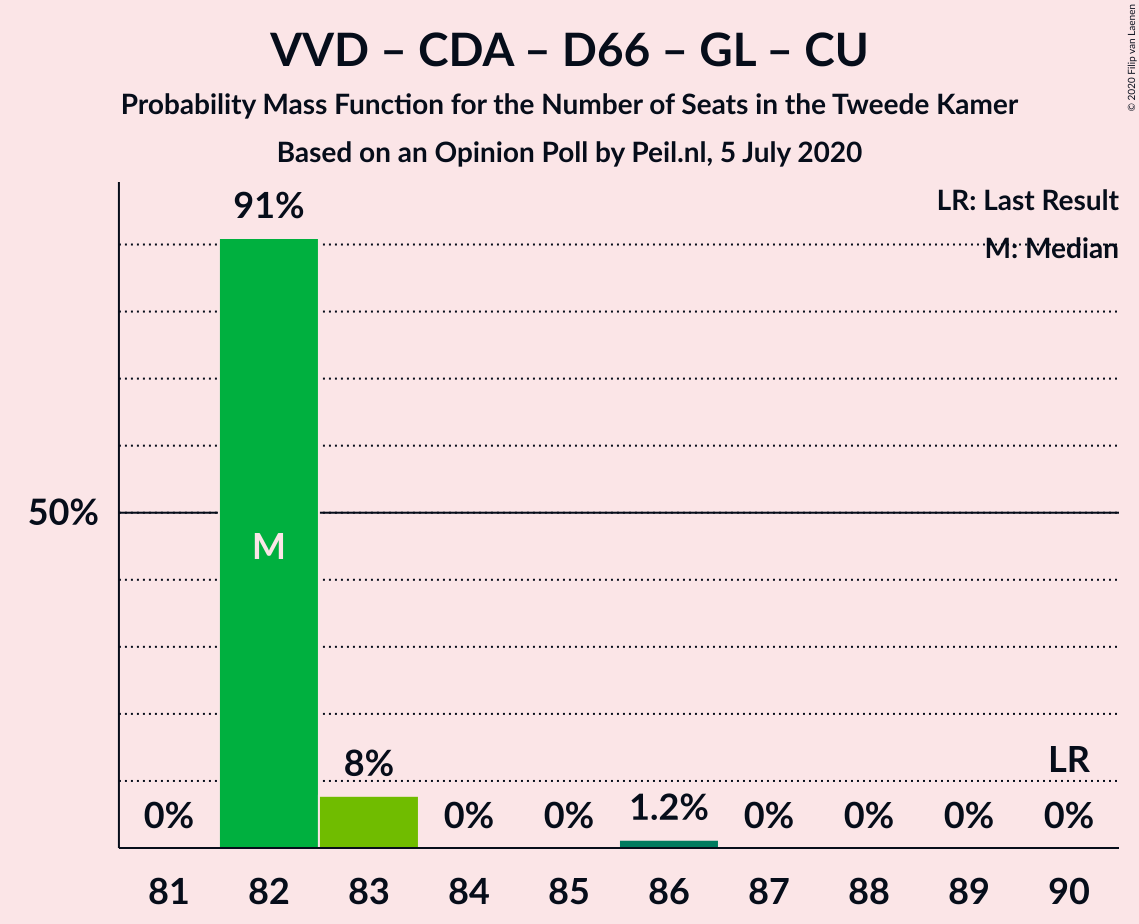 VVD – CDA – D66 – GL – CU
Probability Mass Function for the Number of Seats in the Tweede Kamer
Based on an Opinion Poll by Peil.nl, 5 July 2020
© 2020 Filip van Laenen
LR: Last Result
M: Median
91%
50%
M
8%
LR
0% 0% 0% 1.2% 0% 0% 0% 0%
81 82 83 84 85 86 87 88 89 90